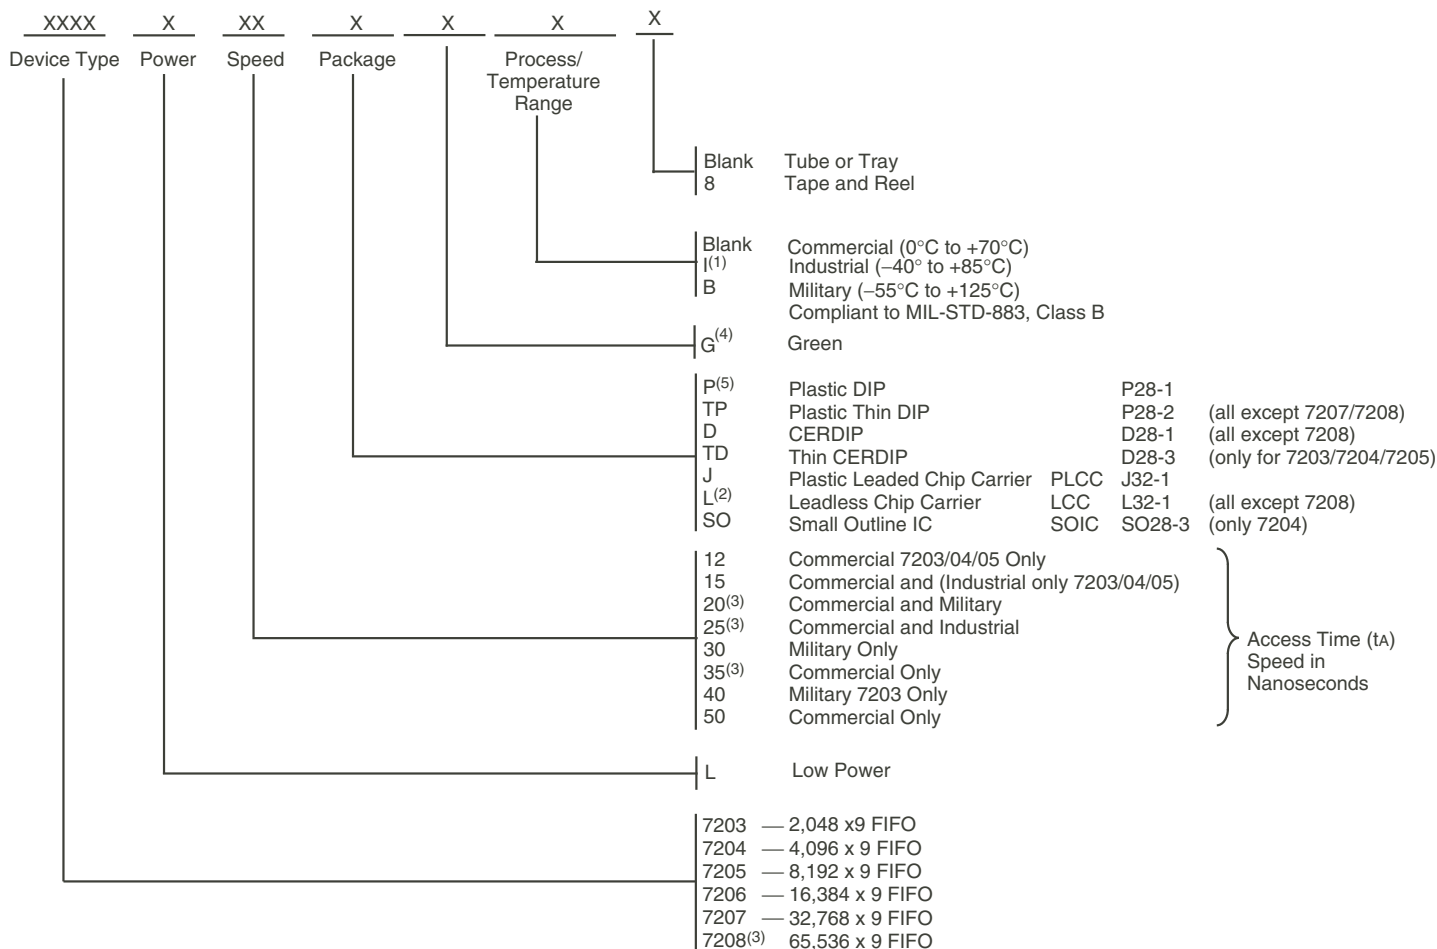 XXXX X XX X X X X
Device Type Power Speed Package Process/
Temperature
Range
Blank Tube or Tray
8 Tape and Reel
Blank Commercial (0°C to +70°C)
I(1) Industrial (–40° to +85°C)
B Military (–55°C to +125°C)
Compliant to MIL-STD-883, Class B
G(4) Green
P(5) Plastic DIP P28-1
TP Plastic Thin DIP P28-2 (all except 7207/7208)
D CERDIP D28-1 (all except 7208)
TD Thin CERDIP D28-3 (only for 7203/7204/7205)
J Plastic Leaded Chip Carrier PLCC J32-1
L(2) Leadless Chip Carrier LCC L32-1 (all except 7208)
SO Small Outline IC SOIC SO28-3 (only 7204)
12 Commercial 7203/04/05 Only
15 Commercial and (Industrial only 7203/04/05)
20(3) Commercial and Military
25(3) Commercial and Industrial
30 Military Only
35(3) Commercial Only
40 Military 7203 Only
50 Commercial Only
Access Time (tA)
Speed in
Nanoseconds
L Low Power
7203 — 2,048 x9 FIFO
7204 — 4,096 x 9 FIFO
7205 — 8,192 x 9 FIFO
7206 — 16,384 x 9 FIFO
7207 — 32,768 x 9 FIFO
7208(3) 65,536 x 9 FIFO